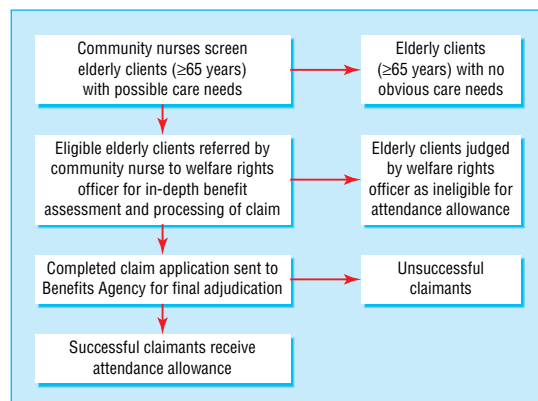 Community nurses screen
elderly clients (≥65 years)
with possible care needs
Elderly clients
(≥65 years) with no
obvious care needs
Eligible elderly clients referred by
community nurse to welfare rights
officer for in-depth benefit
assessment and processing of claim
Elderly clients judged
by welfare rights
officer as ineligible for
attendance allowance
Completed claim application sent to
Benefits Agency for final adjudication
Unsuccessful
claimants
Successful claimants receive
attendance allowance